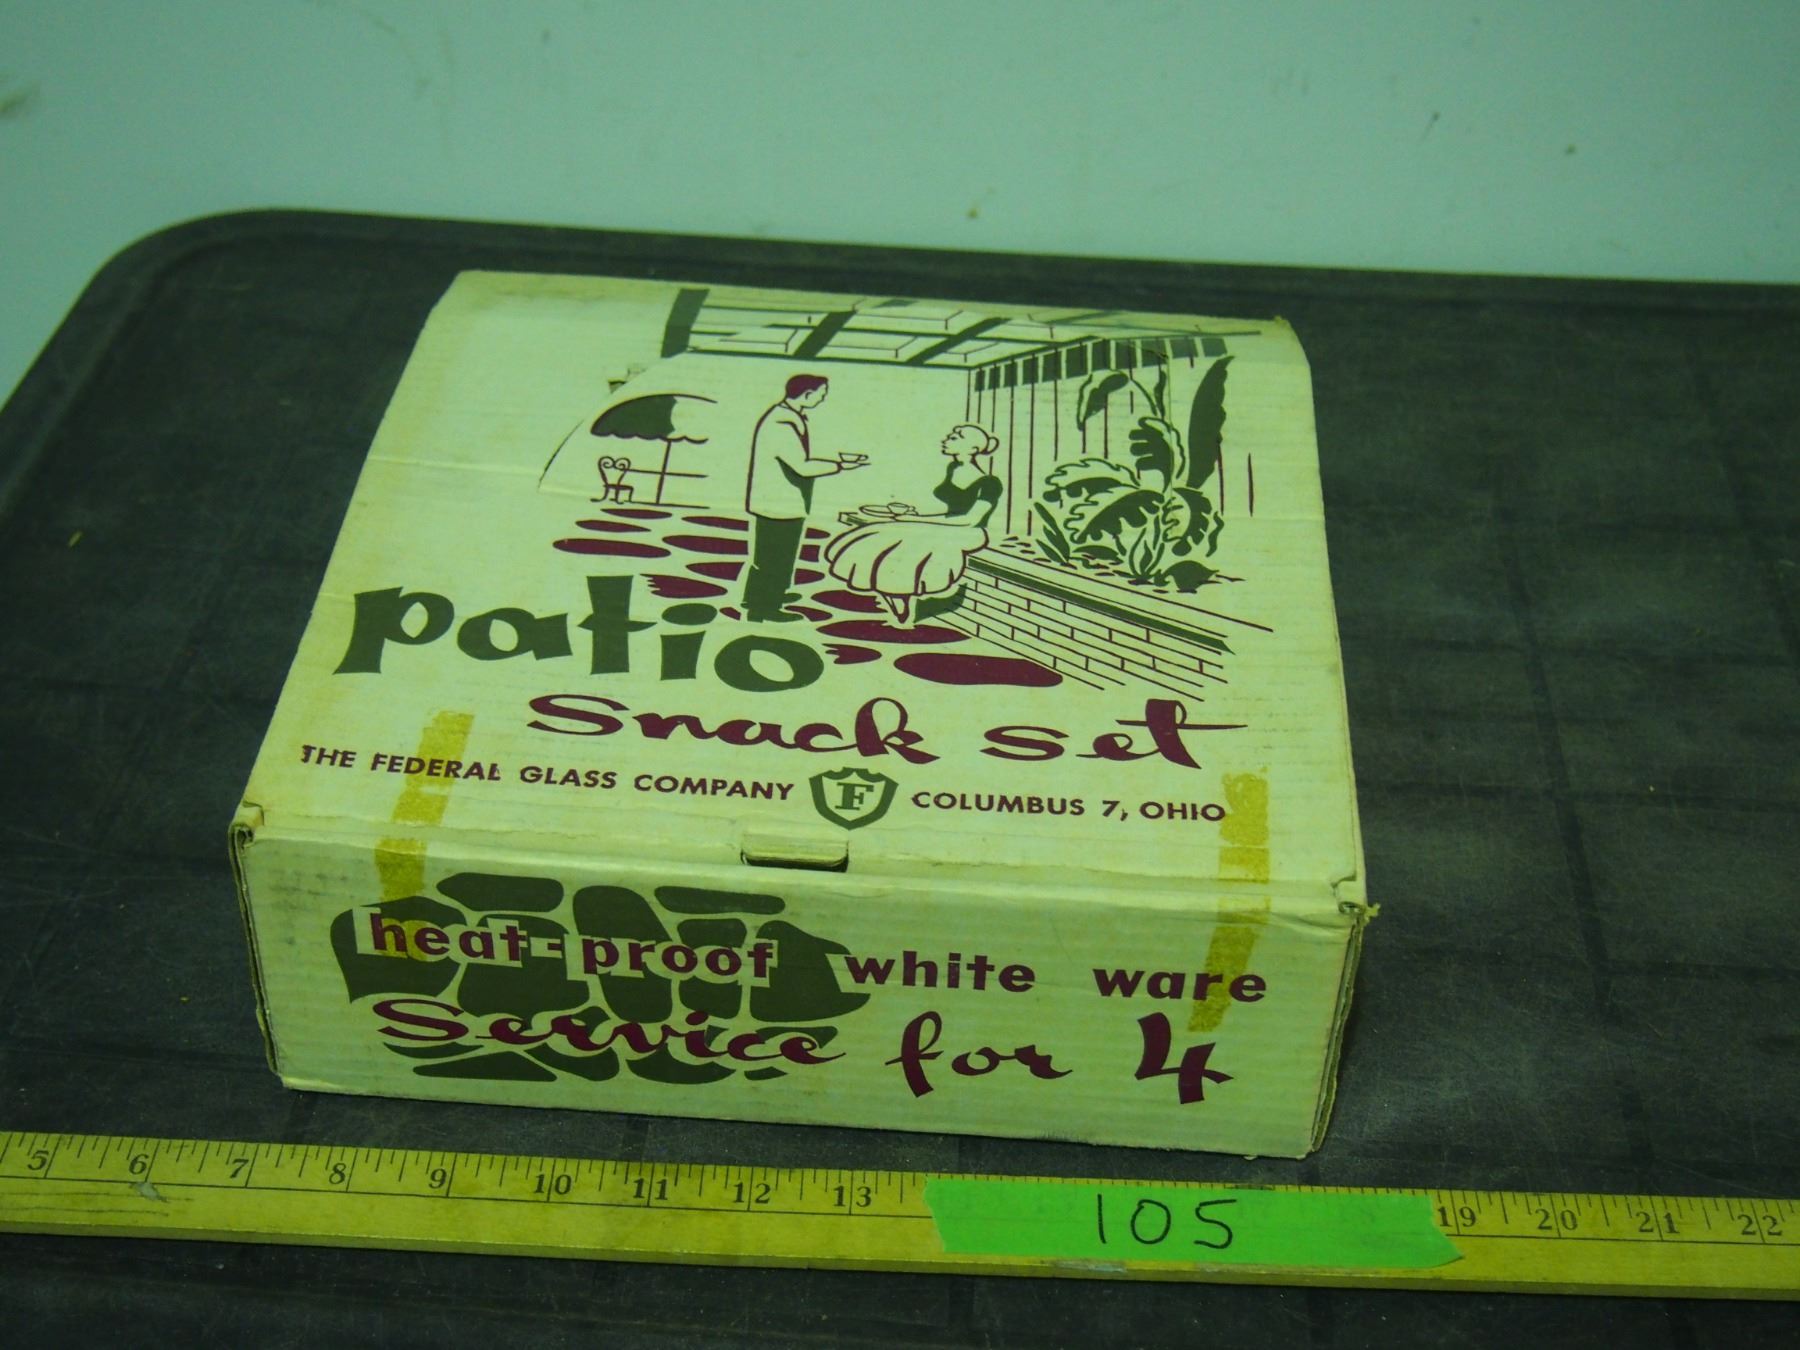 patio
Snack Set
THE FEDERAL GLASS COMPANY F COLUMBUS 7, OHIO
heat-proof white ware
Service for 4
5 6 7 8 9 10 11 12 13 19 20 21 22
105